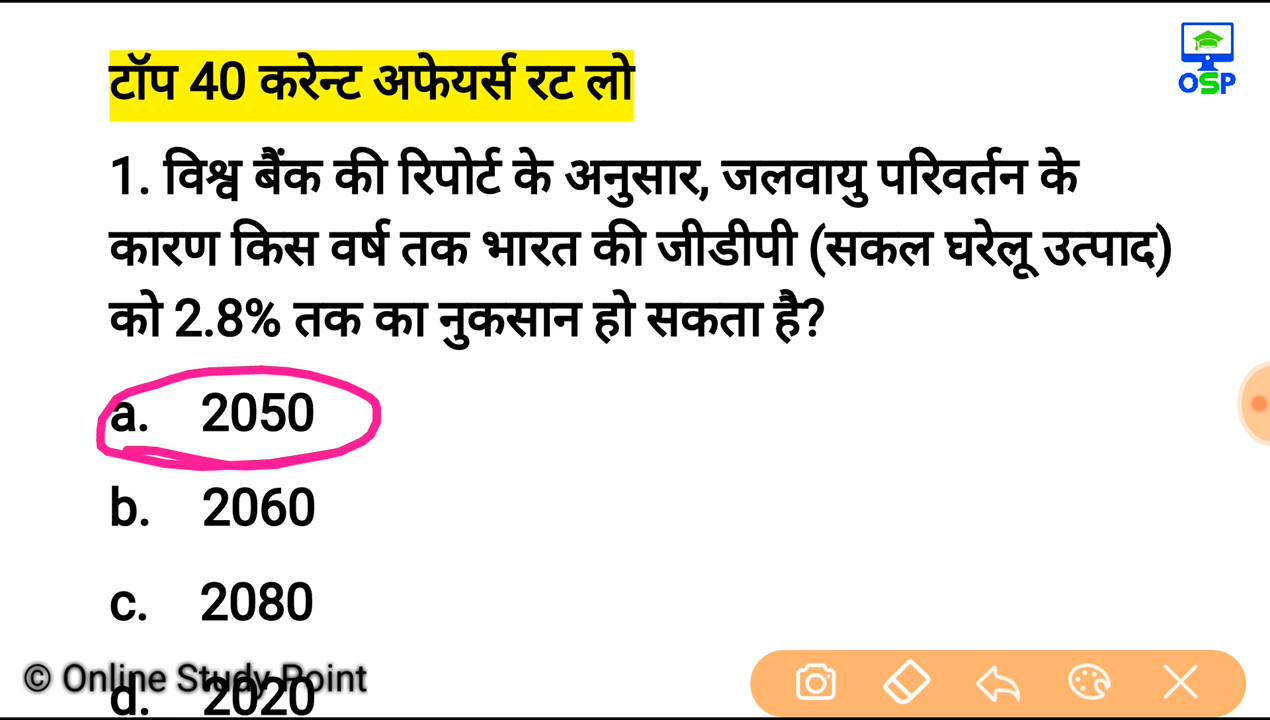 OSP
टॉप 40 करेन्ट अफेयर्स रट लो
1. विश्व बैंक की रिपोर्ट के अनुसार, जलवायु परिवर्तन के
कारण किस वर्ष तक भारत की जीडीपी (सकल घरेलू उत्पाद)
को 2.8% तक का नुकसान हो सकता है?
a. 2050
b. 2060
c. 2080
© Online Study Point
d. 2020